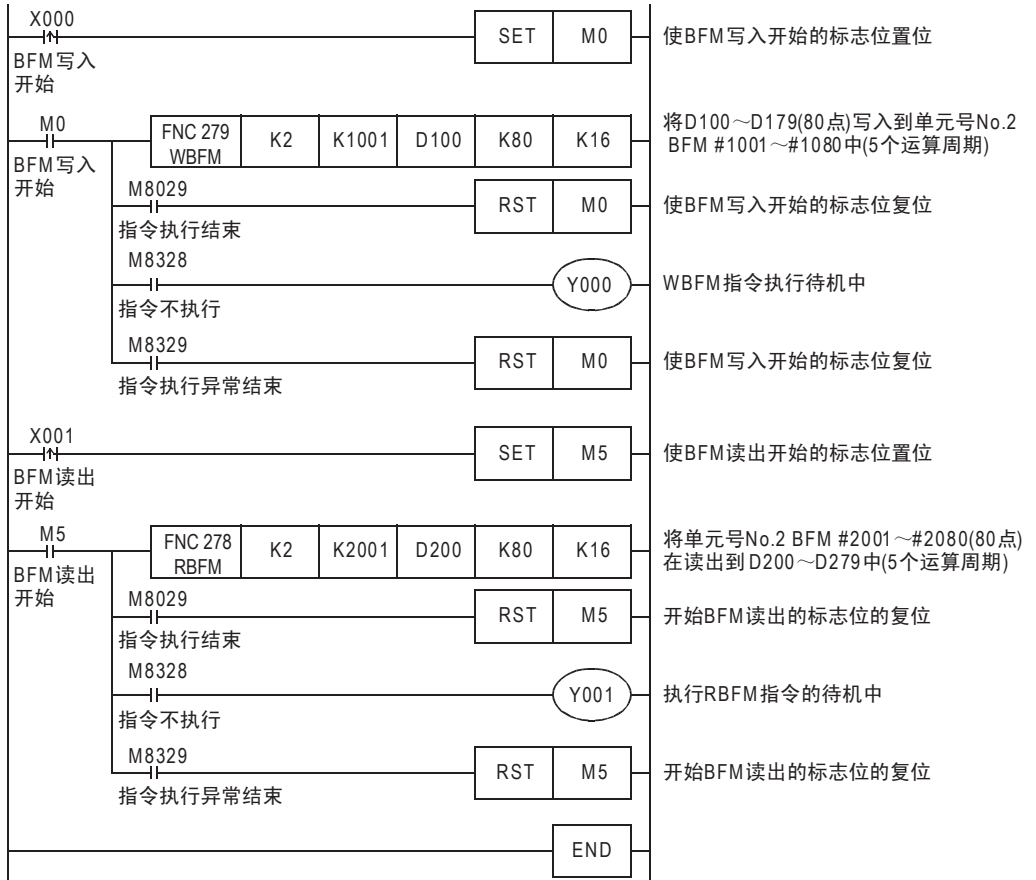 X000
SET M0 使BFM写入开始的标志位置位
BFM写入
开始
M0
FNC 279
WBFM
K2 K1001 D100 K80 K16
将D100～D179(80点)写入到单元号No.2
BFM #1001～#1080中(5个运算周期)
BFM写入
开始
M8029
RST M0 使BFM写入开始的标志位复位
指令执行结束
M8328
Y000 WBFM指令执行待机中
指令不执行
M8329
RST M0 使BFM写入开始的标志位复位
指令执行异常结束
X001
SET M5 使BFM读出开始的标志位置位
BFM读出
开始
M5
FNC 278
RBFM
K2 K2001 D200 K80 K16
将单元号No.2 BFM #2001～#2080(80点)
在读出到D200～D279中(5个运算周期)
BFM读出
开始
M8029
RST M5 开始BFM读出的标志位的复位
指令执行结束
M8328
Y001 执行RBFM指令的待机中
指令不执行
M8329
RST M5 开始BFM读出的标志位的复位
指令执行异常结束
END